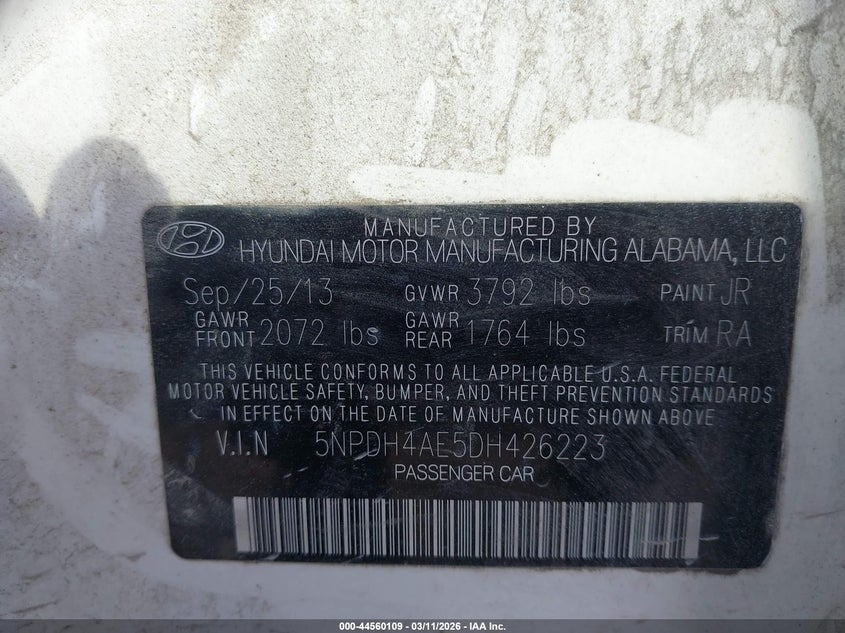 MANUFACTURED BY
HYUNDAI MOTOR MANUFACTURING ALABAMA, LLC
Sep/25/13 GVWR 3792 lbs PAINT JR
GAWR FRONT 2072 lbs GAWR REAR 1764 lbs TRIM RA
THIS VEHICLE CONFORMS TO ALL APPLICABLE U.S.A. FEDERAL
MOTOR VEHICLE SAFETY, BUMPER, AND THEFT PREVENTION STANDARDS
IN EFFECT ON THE DATE OF MANUFACTURE SHOWN ABOVE
V.I.N 5NPDH4AE5DH426223
PASSENGER CAR
000-44560109 - 03/11/2026 - IAA Inc.